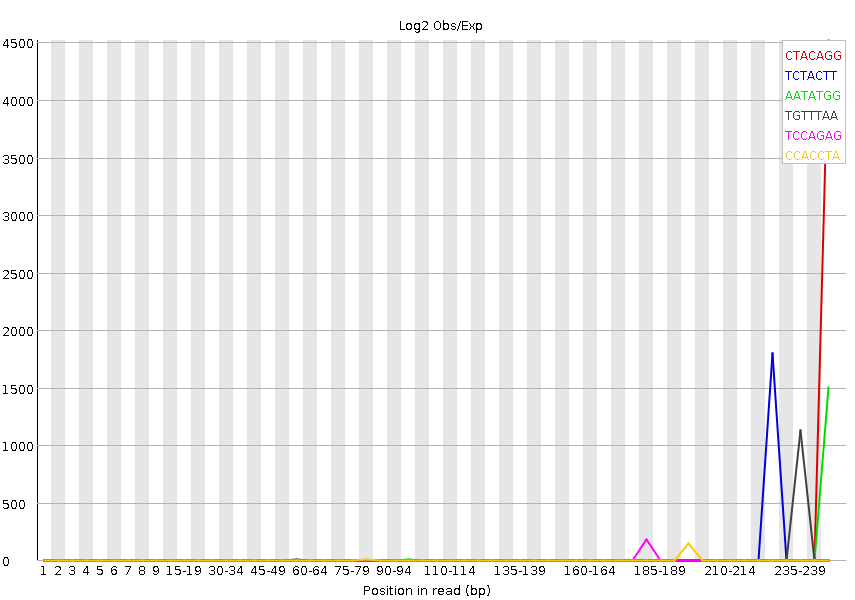 Log2 Obs/Exp
4500
4000
3500
3000
2500
2000
1500
1000
500
0
CTACAGG
TCTACTT
AATATGG
TGTTTAA
TCCAGAG
CCACCTA
1 2 3 4 5 6 7 8 9 15-19 30-34 45-49 60-64 75-79 90-94 110-114 135-139 160-164 185-189 210-214 235-239
Position in read (bp)